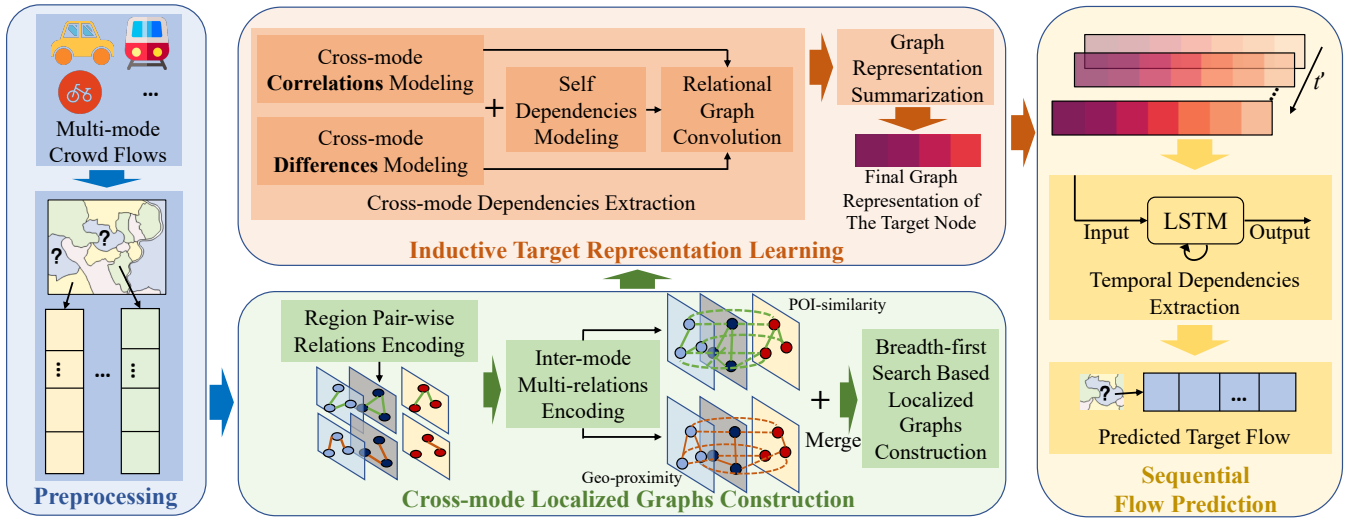 ...
Multi-mode
Crowd Flows
?
?
...
...
...
Preprocessing
Cross-mode
Correlations Modeling
+
Cross-mode
Differences Modeling
Self
Dependencies
Modeling
Relational
Graph
Convolution
Cross-mode Dependencies Extraction
Graph
Representation
Summarization
Final Graph
Representation of
The Target Node
Inductive Target Representation Learning
Region Pair-wise
Relations Encoding
Inter-mode
Multi-relations
Encoding
POI-similarity
Geo-proximity
+
Merge
Breadth-first
Search Based
Localized
Graphs
Construction
Cross-mode Localized Graphs Construction
t'
Input
LSTM
Output
Temporal Dependencies
Extraction
?
...
Predicted Target Flow
Sequential
Flow Prediction